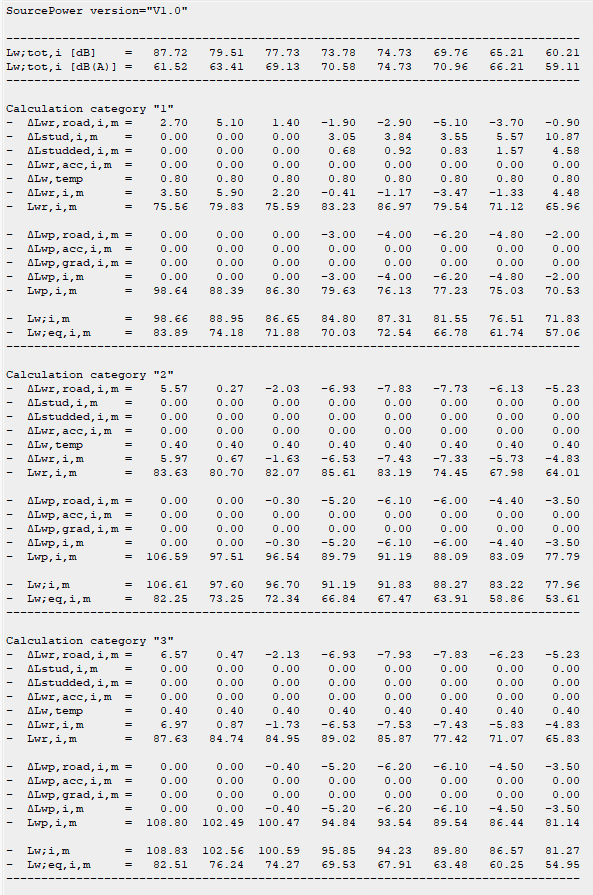 SourcePower version="V1.0"
--------------------------------------------------------------------------------
Lw;tot,i [dB]    =   87.72   79.51   77.73   73.78   74.73   69.76   65.21   60.21
Lw;tot,i [dB(A)] =   61.52   63.41   69.13   70.58   74.73   70.96   66.21   59.11
--------------------------------------------------------------------------------
Calculation category "1"
-  ΔLwr,road,i,m =    2.70    5.10    1.40   -1.90   -2.90   -5.10   -3.70   -0.90
-  ΔLstud,i,m    =    0.00    0.00    0.00    3.05    3.84    3.55    5.57   10.87
-  ΔLstudded,i,m =    0.00    0.00    0.00    0.68    0.92    0.83    1.57    4.58
-  ΔLwr,acc,i,m  =    0.00    0.00    0.00    0.00    0.00    0.00    0.00    0.00
-  ΔLw,temp      =    0.80    0.80    0.80    0.80    0.80    0.80    0.80    0.80
-  ΔLwr,i,m      =    3.50    5.90    2.20   -0.41   -1.17   -3.47   -1.33    4.48
-  Lwr,i,m       =   75.56   79.83   75.59   83.23   86.97   79.54   71.12   65.96
-  ΔLwp,road,i,m =    0.00    0.00    0.00   -3.00   -4.00   -6.20   -4.80   -2.00
-  ΔLwp,acc,i,m  =    0.00    0.00    0.00    0.00    0.00    0.00    0.00    0.00
-  ΔLwp,grad,i,m =    0.00    0.00    0.00    0.00    0.00    0.00    0.00    0.00
-  ΔLwp,i,m      =    0.00    0.00    0.00   -3.00   -4.00   -6.20   -4.80   -2.00
-  Lwp,i,m       =   98.64   88.39   86.30   79.63   76.13   77.23   75.03   70.53
-  Lw;i,m        =   98.66   88.95   86.65   84.80   87.31   81.55   76.51   71.83
-  Lw;eq,i,m     =   83.89   74.18   71.88   70.03   72.54   66.78   61.74   57.06
--------------------------------------------------------------------------------
Calculation category "2"
-  ΔLwr,road,i,m =    5.57    0.27   -2.03   -6.93   -7.83   -7.73   -6.13   -5.23
-  ΔLstud,i,m    =    0.00    0.00    0.00    0.00    0.00    0.00    0.00    0.00
-  ΔLstudded,i,m =    0.00    0.00    0.00    0.00    0.00    0.00    0.00    0.00
-  ΔLwr,acc,i,m  =    0.00    0.00    0.00    0.00    0.00    0.00    0.00    0.00
-  ΔLw,temp      =    0.40    0.40    0.40    0.40    0.40    0.40    0.40    0.40
-  ΔLwr,i,m      =    5.97    0.67   -1.63   -6.53   -7.43   -7.33   -5.73   -4.83
-  Lwr,i,m       =   83.63   80.70   82.07   85.61   83.19   74.45   67.98   64.01
-  ΔLwp,road,i,m =    0.00    0.00   -0.30   -5.20   -6.10   -6.00   -4.40   -3.50
-  ΔLwp,acc,i,m  =    0.00    0.00    0.00    0.00    0.00    0.00    0.00    0.00
-  ΔLwp,grad,i,m =    0.00    0.00    0.00    0.00    0.00    0.00    0.00    0.00
-  ΔLwp,i,m      =    0.00    0.00   -0.30   -5.20   -6.10   -6.00   -4.40   -3.50
-  Lwp,i,m       =  106.59   97.51   96.54   89.79   91.19   88.09   83.09   77.79
-  Lw;i,m        =  106.61   97.60   96.70   91.19   91.83   88.27   83.22   77.96
-  Lw;eq,i,m     =   82.25   73.25   72.34   66.84   67.47   63.91   58.86   53.61
--------------------------------------------------------------------------------
Calculation category "3"
-  ΔLwr,road,i,m =    6.57    0.47   -2.13   -6.93   -7.93   -7.83   -6.23   -5.23
-  ΔLstud,i,m    =    0.00    0.00    0.00    0.00    0.00    0.00    0.00    0.00
-  ΔLstudded,i,m =    0.00    0.00    0.00    0.00    0.00    0.00    0.00    0.00
-  ΔLwr,acc,i,m  =    0.00    0.00    0.00    0.00    0.00    0.00    0.00    0.00
-  ΔLw,temp      =    0.40    0.40    0.40    0.40    0.40    0.40    0.40    0.40
-  ΔLwr,i,m      =    6.97    0.87   -1.73   -6.53   -7.53   -7.43   -5.83   -4.83
-  Lwr,i,m       =   87.63   84.74   84.95   89.02   85.87   77.42   71.07   65.83
-  ΔLwp,road,i,m =    0.00    0.00   -0.40   -5.20   -6.20   -6.10   -4.50   -3.50
-  ΔLwp,acc,i,m  =    0.00    0.00    0.00    0.00    0.00    0.00    0.00    0.00
-  ΔLwp,grad,i,m =    0.00    0.00    0.00    0.00    0.00    0.00    0.00    0.00
-  ΔLwp,i,m      =    0.00    0.00   -0.40   -5.20   -6.20   -6.10   -4.50   -3.50
-  Lwp,i,m       =  108.80  102.49  100.47   94.84   93.54   89.54   86.44   81.14
-  Lw;i,m        =  108.83  102.56  100.59   95.85   94.23   89.80   86.57   81.27
-  Lw;eq,i,m     =   82.51   76.24   74.27   69.53   67.91   63.48   60.25   54.95
--------------------------------------------------------------------------------